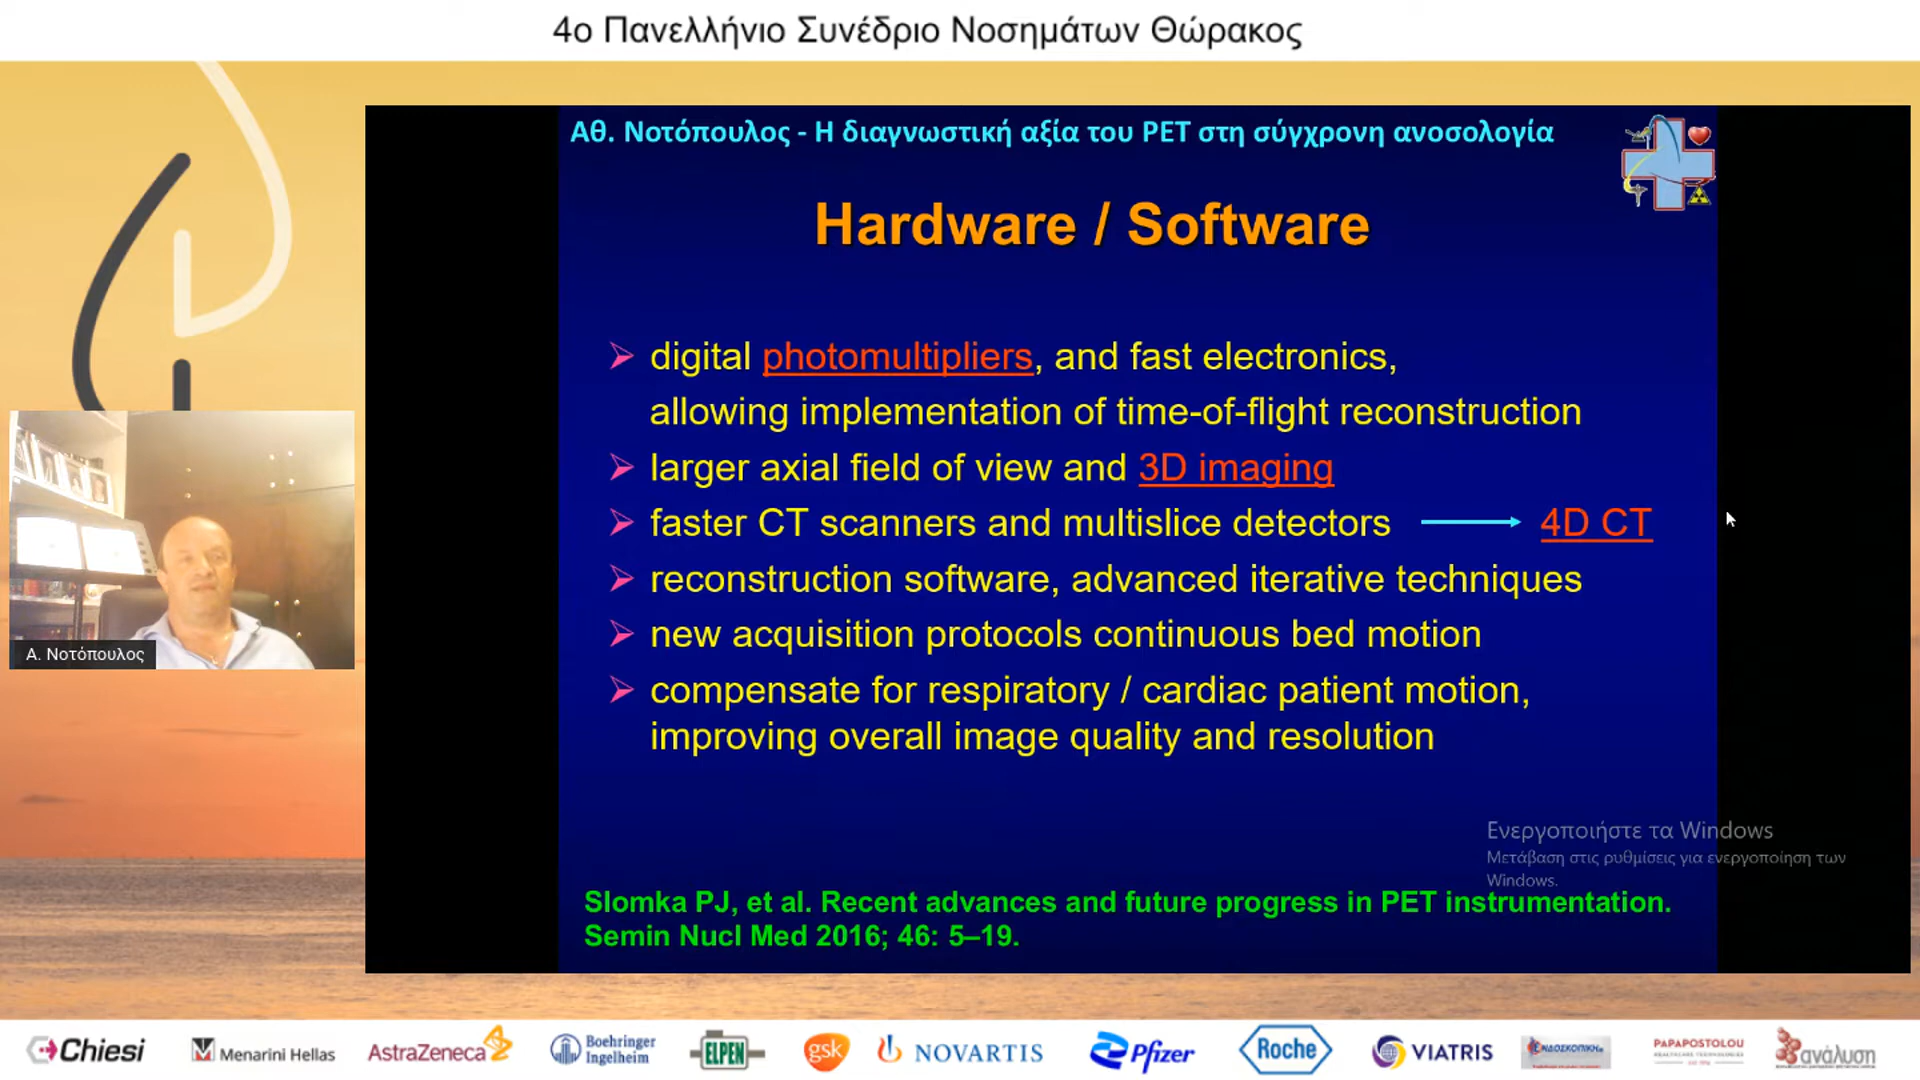 4ο Πανελλήνιο Συνέδριο Νοσημάτων Θώρακος
Αθ. Νοτόπουλος - Η διαγνωστική αξία του PET στη σύγχρονη ανοσολογία
Hardware / Software
digital photomultipliers, and fast electronics,
allowing implementation of time-of-flight reconstruction
larger axial field of view and 3D imaging
faster CT scanners and multislice detectors 4D CT
reconstruction software, advanced iterative techniques
new acquisition protocols continuous bed motion
compensate for respiratory / cardiac patient motion,
improving overall image quality and resolution
Α. Νοτόπουλος
Ενεργοποιήστε τα Windows
Μετάβαση στις ρυθμίσεις για ενεργοποίηση των
Windows.
Slomka PJ, et al. Recent advances and future progress in PET instrumentation.
Semin Nucl Med 2016; 46: 5–19.
Chiesi
Menarini Hellas
AstraZeneca
Boehringer
Ingelheim
ELPEN
gsk
NOVARTIS
Pfizer
Roche
VIATRIS
ΕΝΔΟΣΚΟΠΙΚΗ
PAPAPOSTOLOU
HEALTHCARE TECHNOLOGIES
ανάλυση